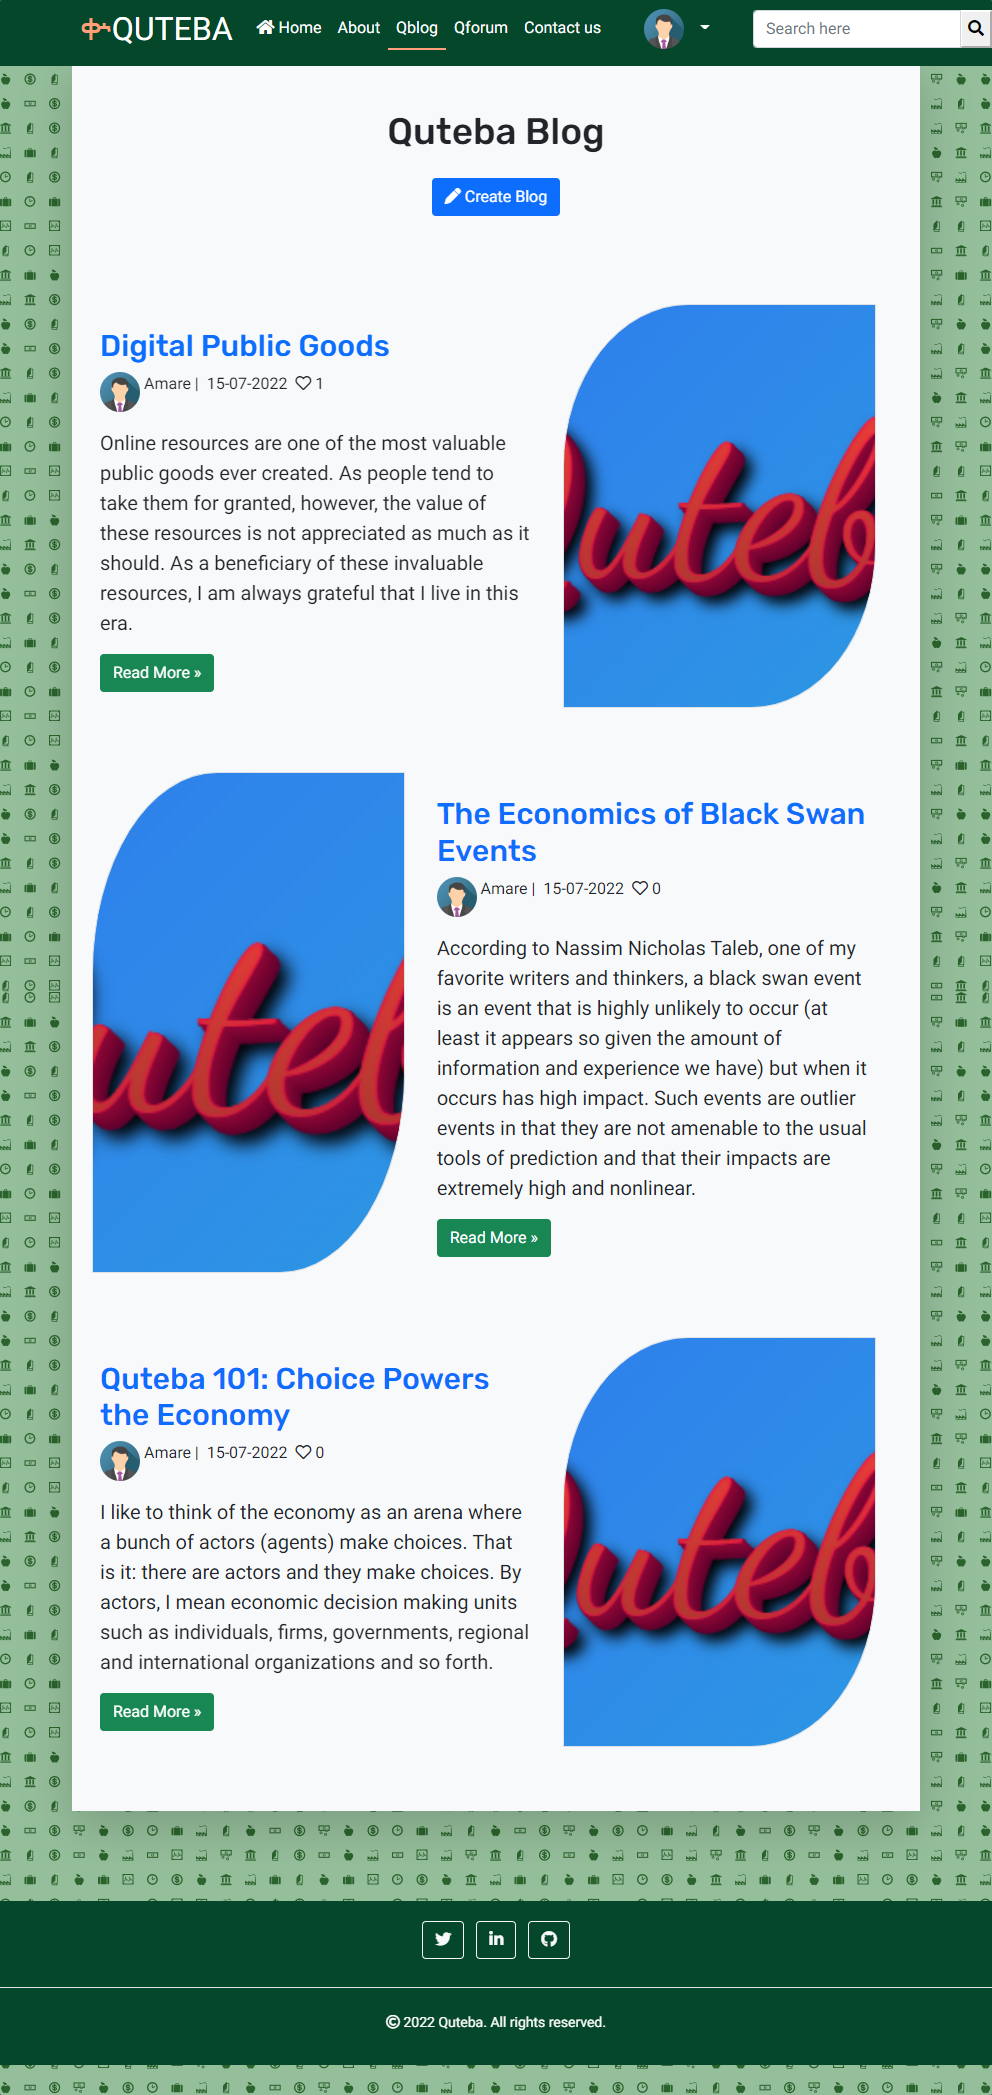 ቁQUTEBA Home About Qblog Qforum Contact us Search here
Quteba Blog
Create Blog
Digital Public Goods
Amare | 15-07-2022 1
Online resources are one of the most valuable
public goods ever created. As people tend to
take them for granted, however, the value of
these resources is not appreciated as much as it
should. As a beneficiary of these invaluable
resources, I am always grateful that I live in this
era.
Read More »
Quteba
The Economics of Black Swan
Events
Amare | 15-07-2022 0
According to Nassim Nicholas Taleb, one of my
favorite writers and thinkers, a black swan event
is an event that is highly unlikely to occur (at
least it appears so given the amount of
information and experience we have) but when it
occurs has high impact. Such events are outlier
events in that they are not amenable to the usual
tools of prediction and that their impacts are
extremely high and nonlinear.
Read More »
uteb
Quteba 101: Choice Powers
the Economy
Amare | 15-07-2022 0
I like to think of the economy as an arena where
a bunch of actors (agents) make choices. That
is it: there are actors and they make choices. By
actors, I mean economic decision making units
such as individuals, firms, governments, regional
and international organizations and so forth.
Read More »
Quteb
© 2022 Quteba. All rights reserved.